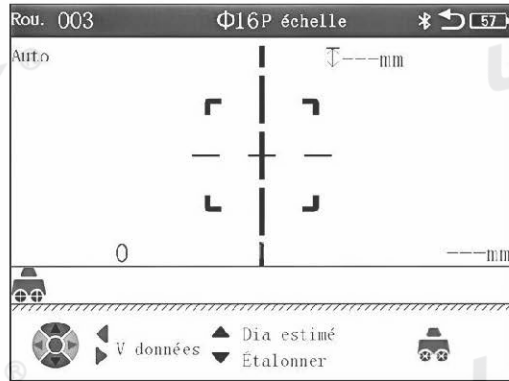 Rou. 003 Φ16P échelle 57
Auto ---mm
0 ---mm
V données Dia estimé
Étalonner